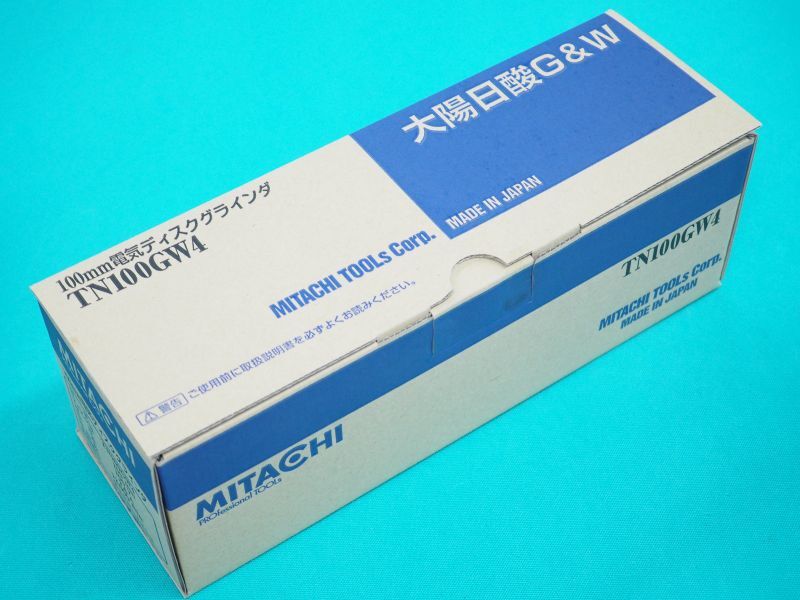 大陽日酸G&W
MADE IN JAPAN
100mm電気ディスクグラインダ
TN100GW4
MITACHI TOOLs Corp.
警告 ご使用前に取扱説明書を必ずよくお読みください。
TN100GW4
MITACHI TOOLs Corp.
MADE IN JAPAN
MITACHI
PROfessional TOOLs
MITACHI